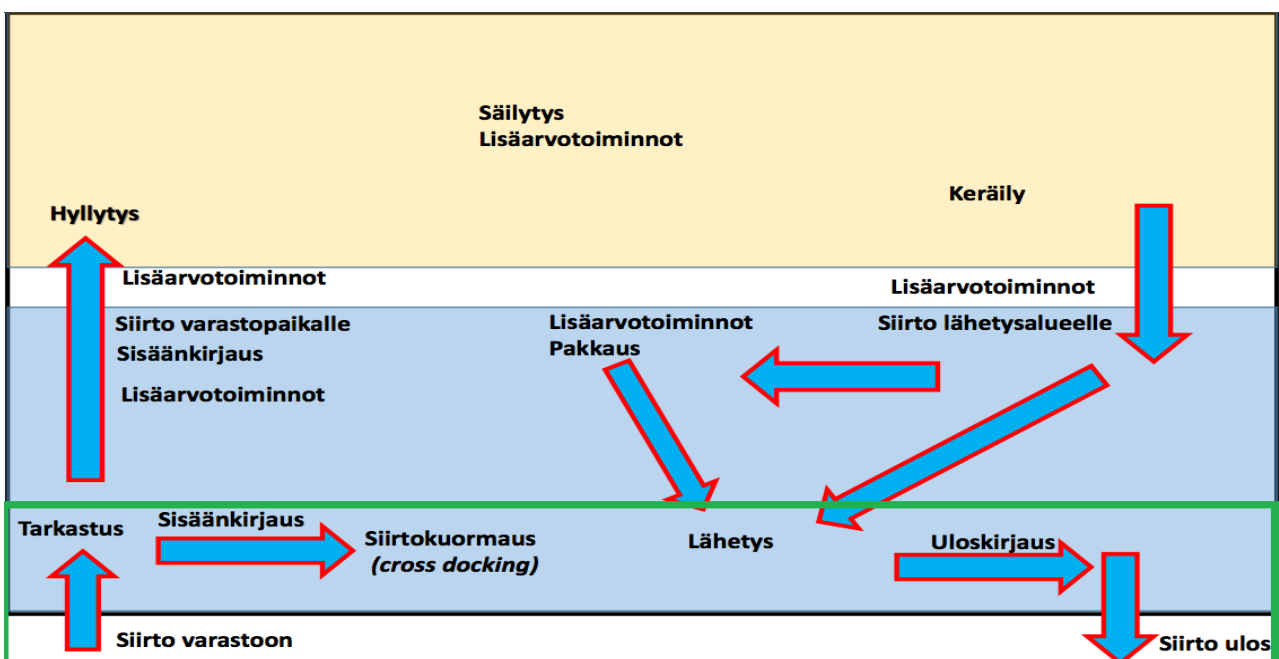 Säilytys
Lisäarvotoiminnot
Keräily
Hyllytys
Lisäarvotoiminnot
Lisäarvotoiminnot
Siirto varastopaikalle
Sisäänkirjaus
Lisäarvotoiminnot
Lisäarvotoiminnot
Pakkaus
Siirto lähetysalueelle
Tarkastus
Sisäänkirjaus
Siirtokuormaus
(cross docking)
Lähetys
Uloskirjaus
Siirto varastoon
Siirto ulos